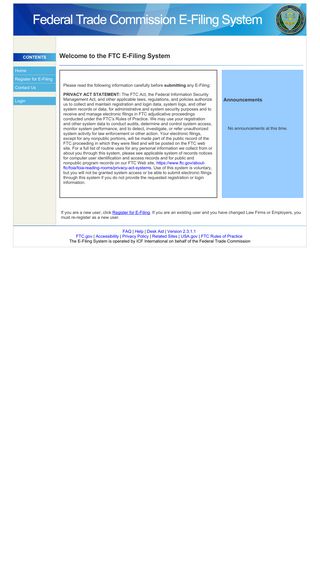 Federal Trade Commission E-Filing System
CONTENTS
Home
Register for E-Filing
Contact Us
Login
Welcome to the FTC E-Filing System
Please read the following information carefully before submitting any E-Filing:
PRIVACY ACT STATEMENT: The FTC Act, the Federal Information Security
Management Act, and other applicable laws, regulations, and policies authorize
us to collect and maintain registration and login data, system logs, and other
system records or data, for administrative and system security purposes and to
receive and manage electronic filings in FTC adjudicative proceedings
conducted under the FTC's Rules of Practice. We may use your registration
and other system data to conduct audits, determine and control system access,
monitor system performance, and to detect, investigate, or refer unauthorized
system activity for law enforcement or other action. Your electronic filings,
except for any nonpublic portions, will be made part of the public record of the
FTC proceeding in which they were filed and will be posted on the FTC web
site. For a full list of routine uses for any personal information we collect from or
about you through this system, please see applicable system of records notices
for computer user identification and access records and for public and
nonpublic program records on our FTC Web site, https://www.ftc.gov/about-
ftc/foia/foia-reading-rooms/privacy-act-systems. Use of this system is voluntary,
but you will not be granted system access or be able to submit electronic filings
through this system if you do not provide the requested registration or login
information.
Announcements
No announcements at this time.
If you are a new user, click Register for E-Filing. If you are an existing user and you have changed Law Firms or Employers, you
must re-register as a new user.
FAQ | Help | Desk Aid | Version 2.3.1.1
FTC.gov | Accessibility | Privacy Policy | Related Sites | USA.gov | FTC Rules of Practice
The E-Filing System is operated by ICF International on behalf of the Federal Trade Commission